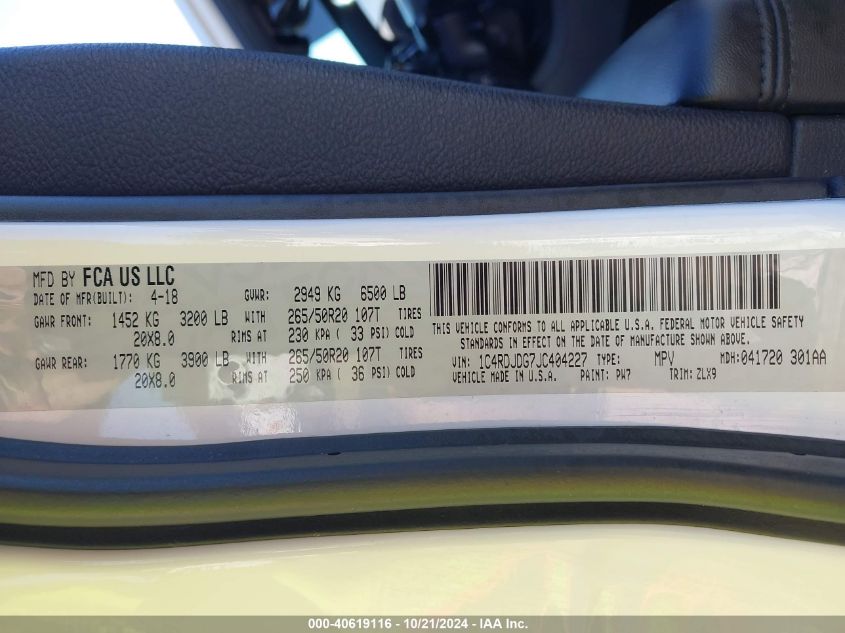 MFD BY FCA US LLC
DATE OF MFR(BUILT): 4-18 GVWR: 2949 KG 6500 LB
GAWR FRONT: 1452 KG 3200 LB WITH 265/50R20 107T TIRES
20X8.0 RIMS AT 230 KPA ( 33 PSI) COLD
GAWR REAR: 1770 KG 3900 LB WITH 265/50R20 107T TIRES
20X8.0 RIMS AT 250 KPA ( 36 PSI) COLD
THIS VEHICLE CONFORMS TO ALL APPLICABLE U.S.A. FEDERAL MOTOR VEHICLE SAFETY
STANDARDS IN EFFECT ON THE DATE OF MANUFACTURE SHOWN ABOVE.
VIN: 1C4RDJDG7JC404227 TYPE: MPV MDH: 041720 301AA
VEHICLE MADE IN U.S.A. PAINT: PW7 TRIM: ZLX9
000-40619116 - 10/21/2024 - IAA Inc.